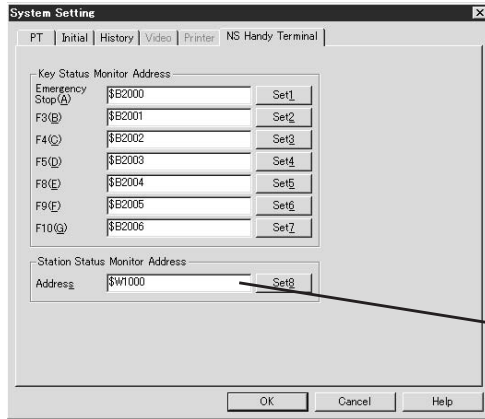 System Setting
PT Initial History Video Printer NS Handy Terminal
Key Status Monitor Address
Emergency
Stop(A) $B2000 Set1
F3(B) $B2001 Set2
F4(C) $B2002 Set3
F5(D) $B2003 Set4
F8(E) $B2004 Set5
F9(F) $B2005 Set6
F10(G) $B2006 Set7
Station Status Monitor Address
Address $W1000 Set8
OK Cancel Help